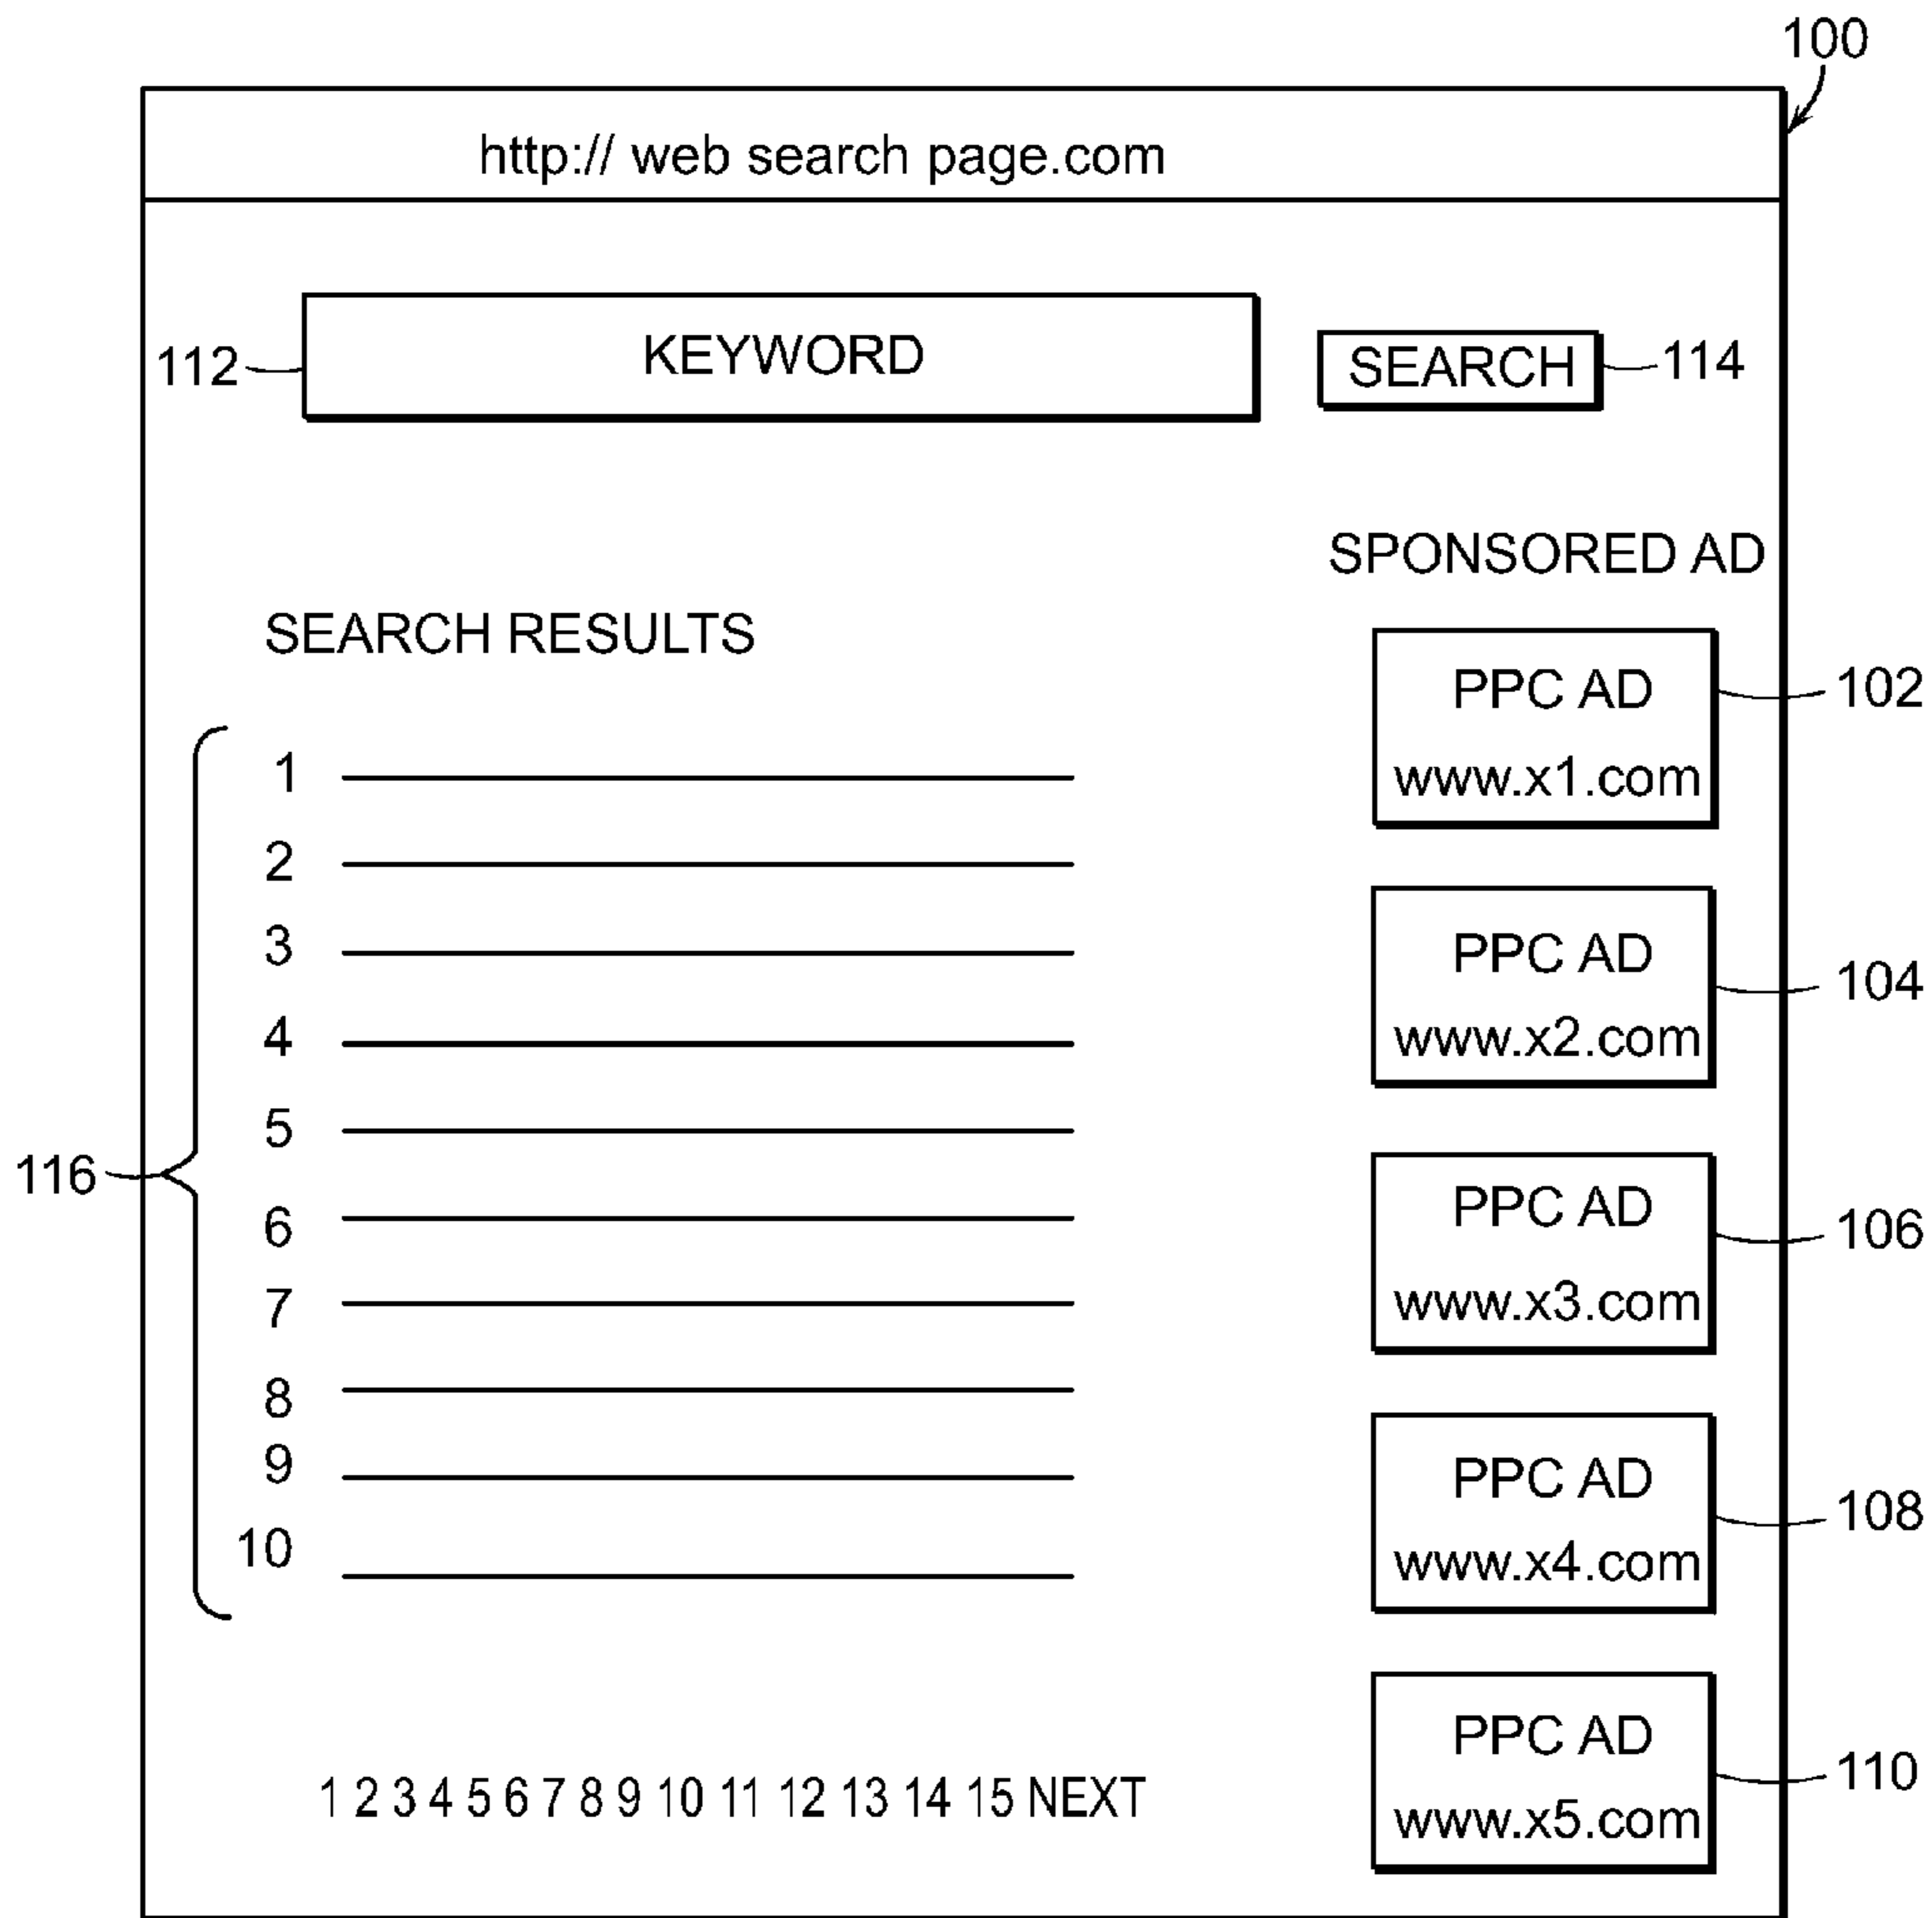 100
http:// web search page.com
112
KEYWORD
SEARCH
114
SPONSORED AD
SEARCH RESULTS
PPC AD
www.x1.com
102
PPC AD
www.x2.com
104
PPC AD
www.x3.com
106
PPC AD
www.x4.com
108
PPC AD
www.x5.com
110
116
1
2
3
4
5
6
7
8
9
10
1 2 3 4 5 6 7 8 9 10 11 12 13 14 15 NEXT